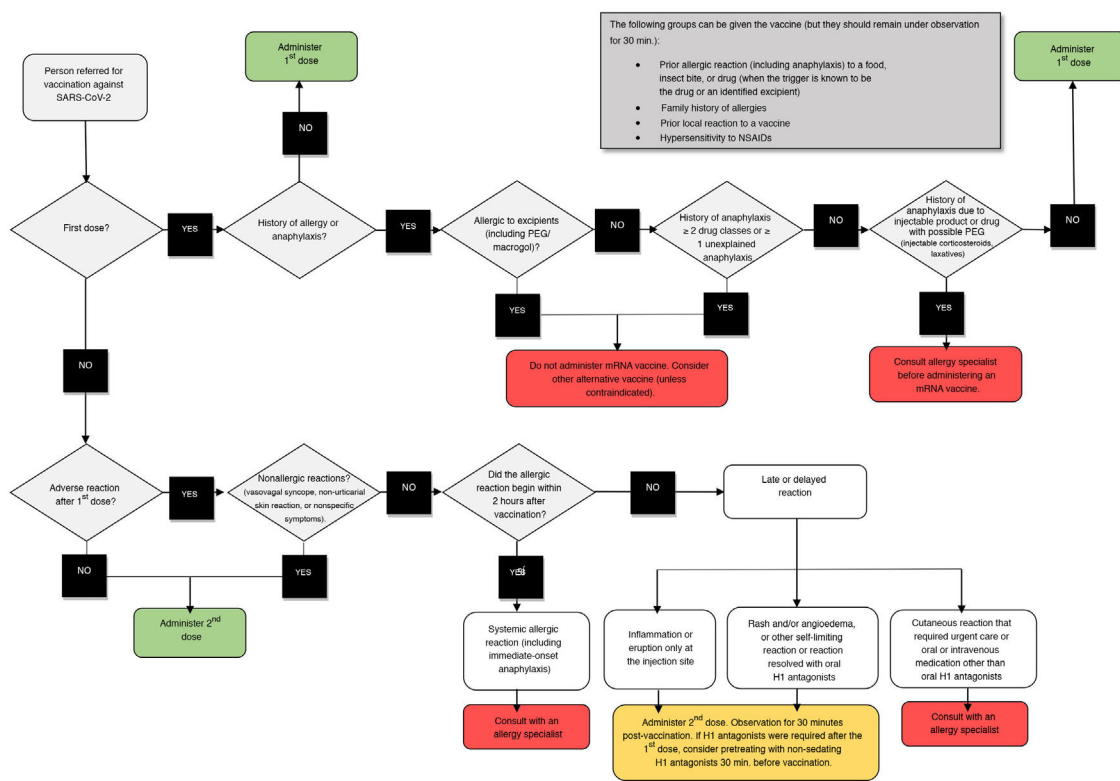 The following groups can be given the vaccine (but they should remain under observation
for 30 min.):
• Prior allergic reaction (including anaphylaxis) to a food,
insect bite, or drug (when the trigger is known to be
the drug or an identified excipient)
• Family history of allergies
• Prior local reaction to a vaccine
• Hypersensitivity to NSAIDs
Administer
1st dose
Administer
1st dose
Person referred for
vaccination against
SARS-CoV-2
NO
NO
First dose?
YES
History of allergy or
anaphylaxis?
YES
Allergic to excipients
(including PEG/
macrogol)?
NO
History of anaphylaxis
≥ 2 drug classes or ≥
1 unexplained
anaphylaxis
NO
History of
anaphylaxis due to
injectable product or drug
with possible PEG
(injectable corticosteroids,
laxatives)
YES
YES
YES
NO
Do not administer mRNA vaccine. Consider
other alternative vaccine (unless
contraindicated).
Consult allergy specialist
before administering an
mRNA vaccine.
Adverse reaction
after 1st dose?
YES
Nonallergic reactions?
(vasovagal syncope, non-urticarial
skin reaction, or nonspecific
symptoms).
NO
Did the allergic
reaction begin within
2 hours after
vaccination?
NO
Late or delayed
reaction
NO
YES
YES
Administer 2nd
dose
Systemic allergic
reaction (including
immediate-onset
anaphylaxis)
Inflammation or
eruption only at
the injection site
Rash and/or angioedema,
or other self-limiting
reaction or reaction
resolved with oral
H1 antagonists
Cutaneous reaction that
required urgent care or
oral or intravenous
medication other than
oral H1 antagonists
Consult with an
allergy specialist
Administer 2nd dose. Observation for 30 minutes
post-vaccination. if H1 antagonists were required after the
1st dose, consider pretreating with non-sedating
H1 antagonists 30 min. before vaccination.
Consult with an
allergy specialist